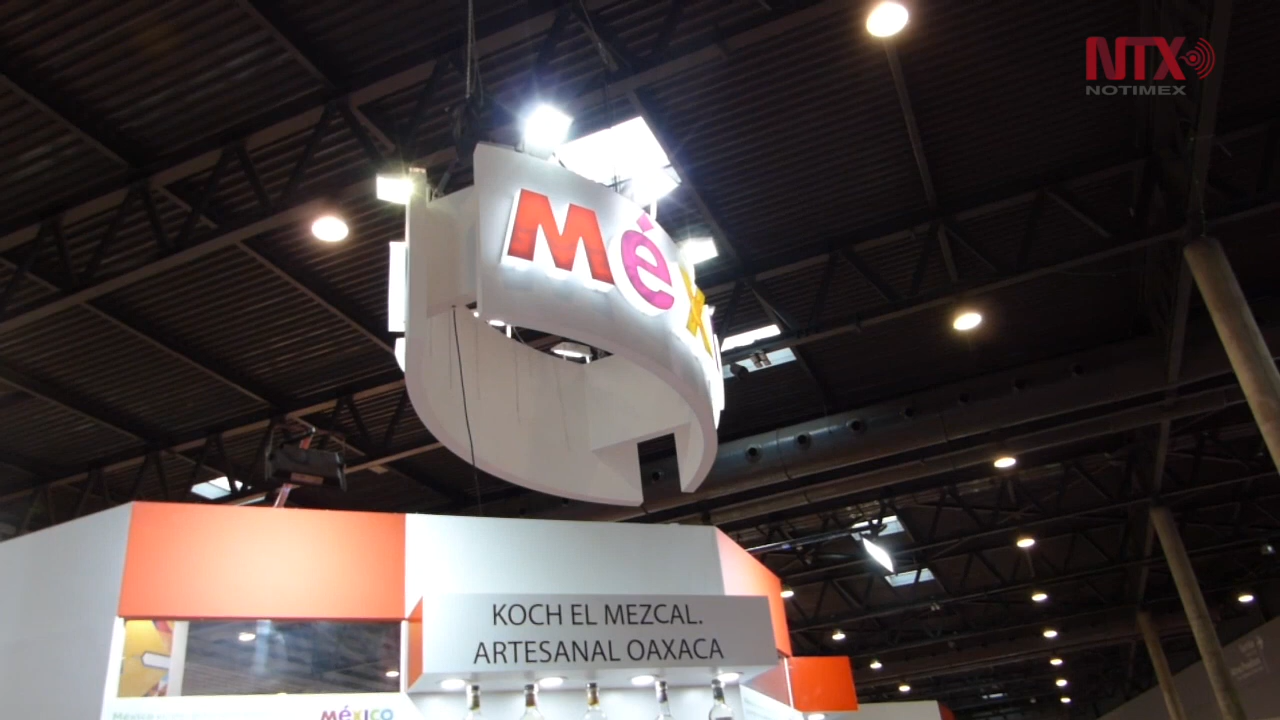 NTX
NOTIMEX
Méx
KOCH EL MEZCAL.
ARTESANAL OAXACA
MéXICO